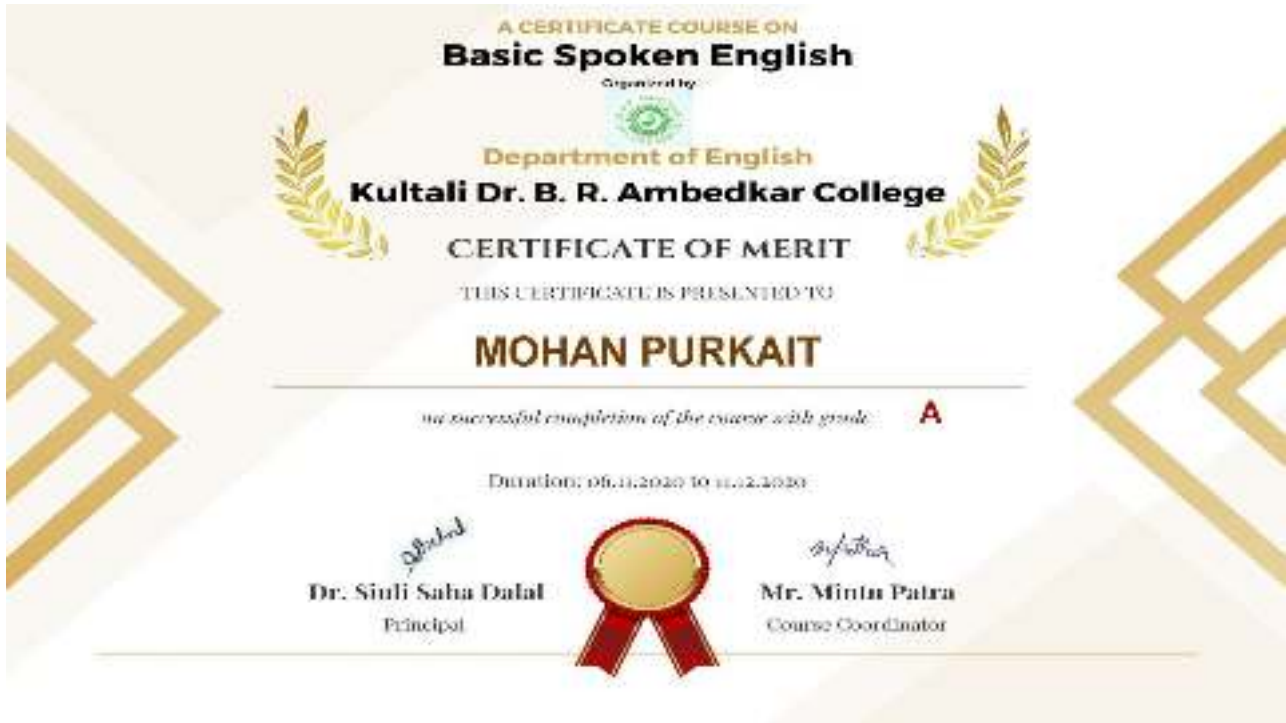 A CERTIFICATE COURSE ON
Basic Spoken English
Organized by
Department of English
Kultali Dr. B. R. Ambedkar College
CERTIFICATE OF MERIT
THIS CERTIFICATE IS PRESENTED TO
MOHAN PURKAIT
on successful completion of the course with grade A
Duration: 06.11.2020 to 11.12.2020
Dr. Siuli Saha Dalal
Mr. Mintu Patra
Principal
Course Coordinator